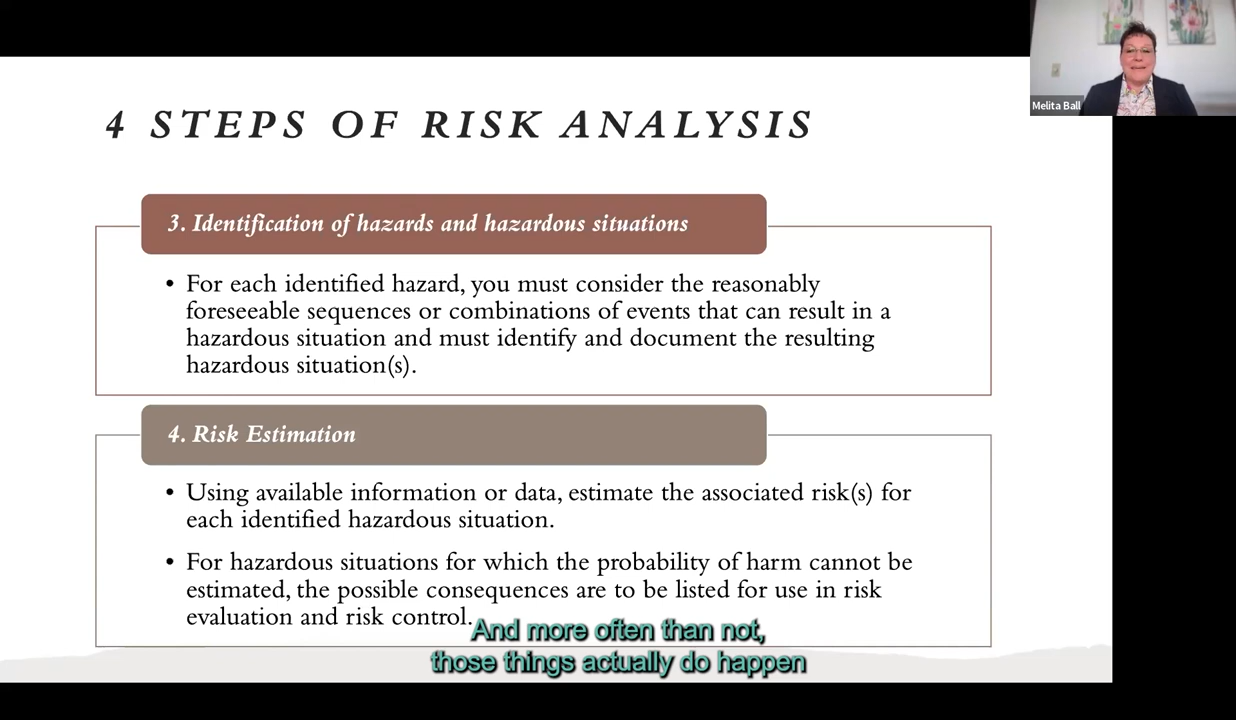 Melita Ball
4 STEPS OF RISK ANALYSIS
3. Identification of hazards and hazardous situations
• For each identified hazard, you must consider the reasonably
foreseeable sequences or combinations of events that can result in a
hazardous situation and must identify and document the resulting
hazardous situation(s).
4. Risk Estimation
• Using available information or data, estimate the associated risk(s) for
each identified hazardous situation.
• For hazardous situations for which the probability of harm cannot be
estimated, the possible consequences are to be listed for use in risk
evaluation and risk control.
And more often than not,
those things actually do happen